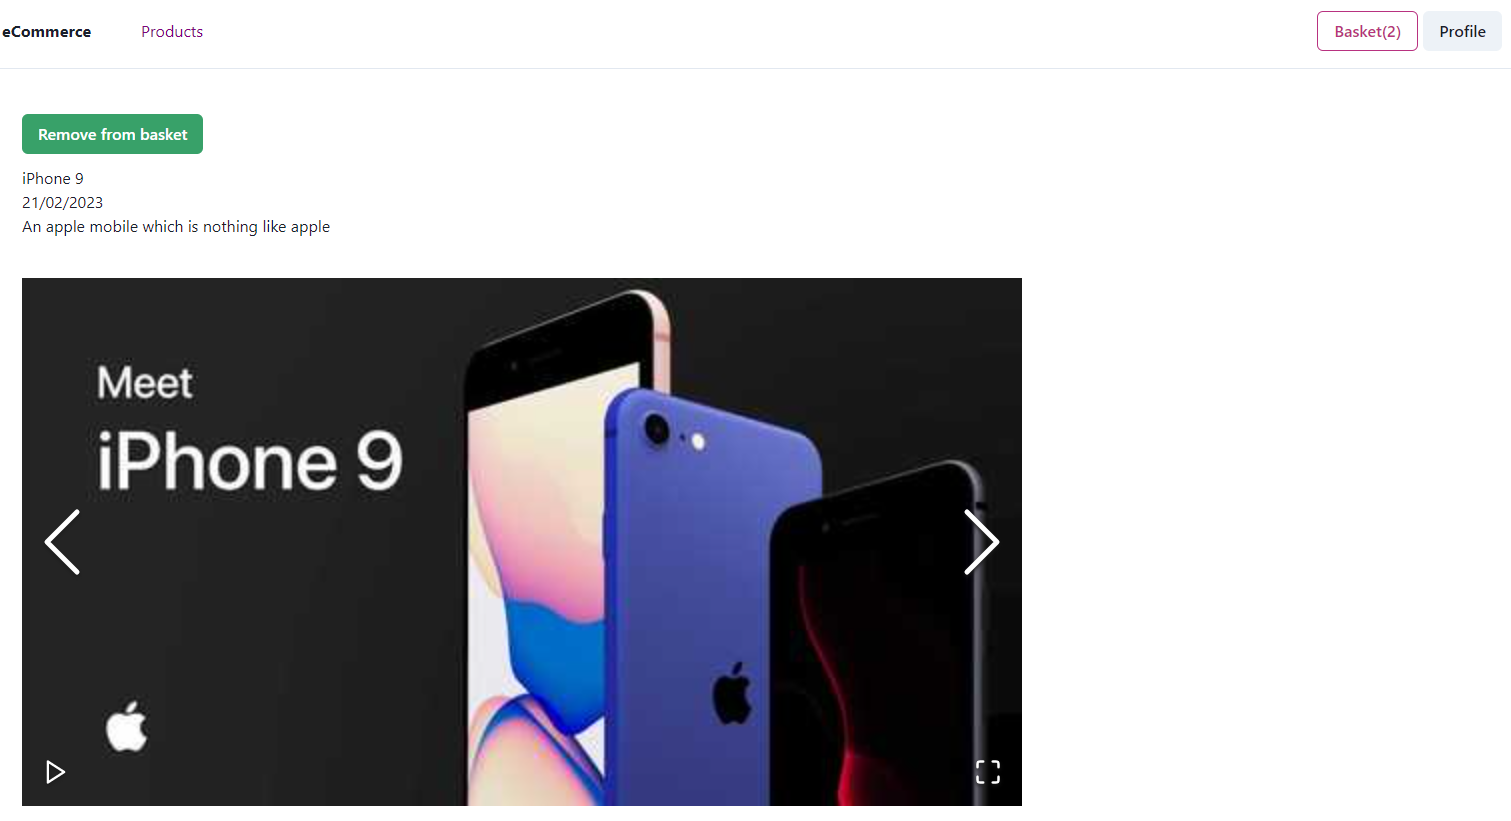 eCommerce
Products
Basket(2)
Profile
Remove from basket
iPhone 9
21/02/2023
An apple mobile which is nothing like apple
Meet
iPhone 9